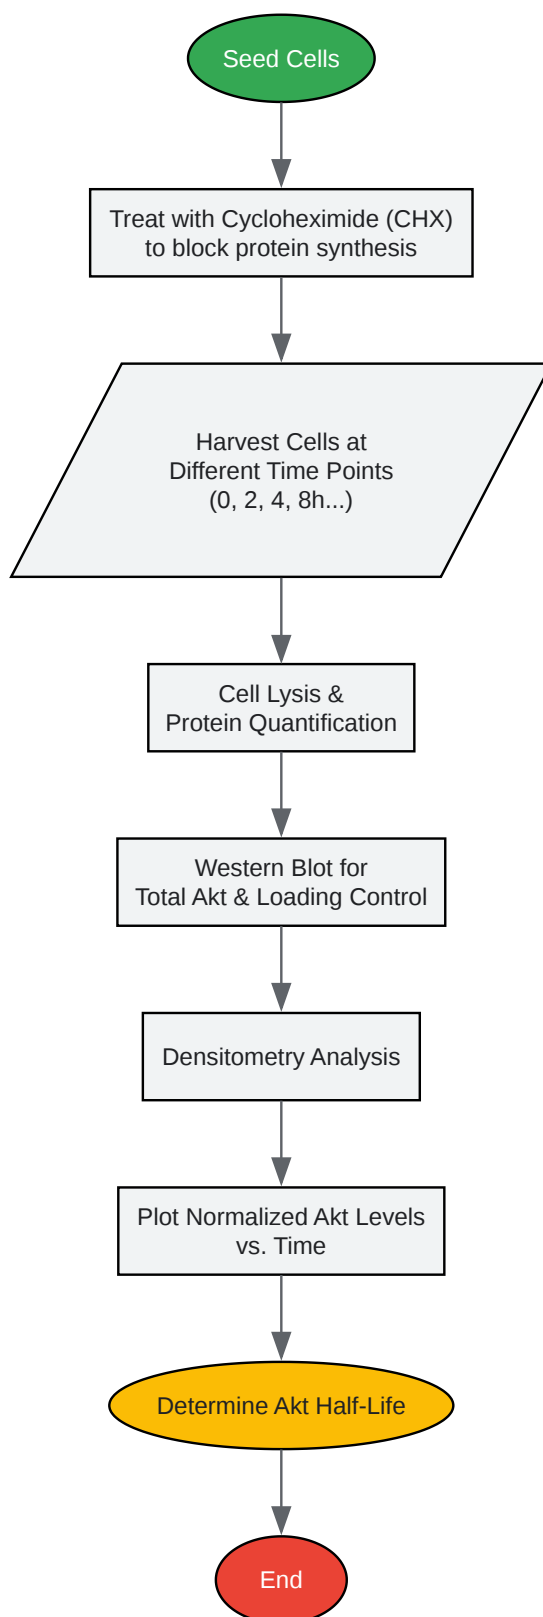 Seed Cells
Treat with Cycloheximide (CHX)
to block protein synthesis
Harvest Cells at
Different Time Points
(0, 2, 4, 8h...)
Cell Lysis &
Protein Quantification
Western Blot for
Total Akt & Loading Control
Densitometry Analysis
Plot Normalized Akt Levels
vs. Time
Determine Akt Half-Life
End